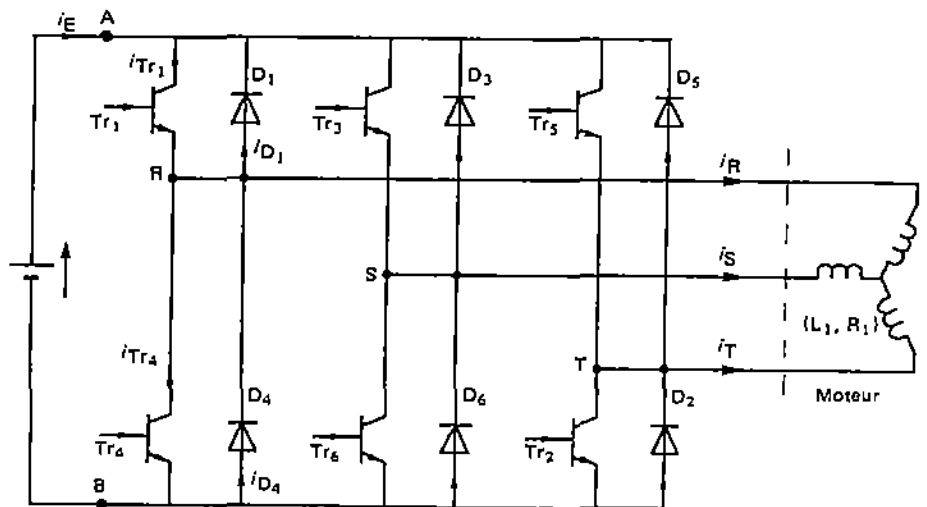 iE A
iTr1 D1 D3 D5
Tr1 Tr3 Tr5
iD1
R iR
S iS
(L1, R1)
T iT
iTr4 D4 D6 D2 Moteur
Tr4 Tr6 Tr2
B iD4